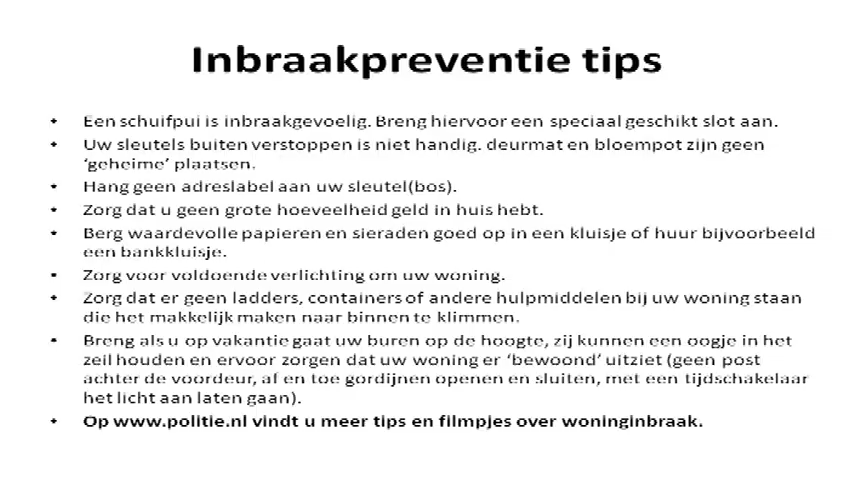 Inbraakpreventie tips
• Een schuifpui is inbraakgevoelig. Breng hiervoor een speciaal geschikt slot aan.
• Uw sleutels buiten verstoppen is niet handig. deurmat en bloempot zijn geen
‘geheime’ plaatsen.
• Hang geen adreslabel aan uw sleutel(bos).
• Zorg dat u geen grote hoeveelheid geld in huis hebt.
• Berg waardevolle papieren en sieraden goed op in een kluisje of huur bijvoorbeeld
een bankkluisje.
• Zorg voor voldoende verlichting om uw woning.
• Zorg dat er geen ladders, containers of andere hulpmiddelen bij uw woning staan
die het makkelijk maken naar binnen te klimmen.
• Breng als u op vakantie gaat uw buren op de hoogte, zij kunnen een oogje in het
zeil houden en ervoor zorgen dat uw woning er ‘bewoond’ uitziet (geen post
achter de voordeur, af en toe gordijnen openen en sluiten, met een tijdschakelaar
het licht aan laten gaan).
• Op www.politie.nl vindt u meer tips en filmpjes over woninginbraak.